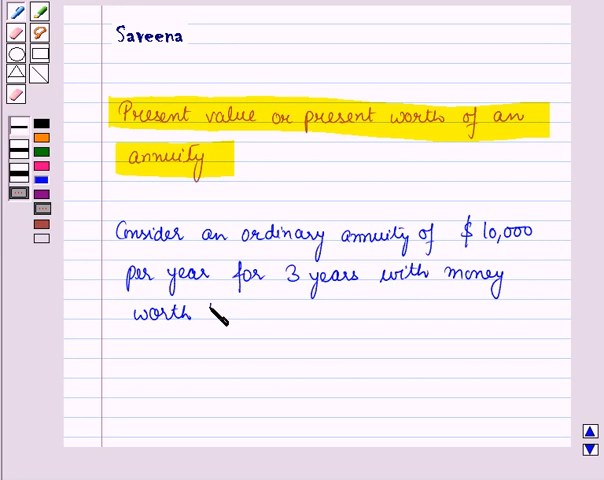 Saveena
Present value or present worth of an
annuity
Consider an ordinary annuity of $ 10,000
per year for 3 years with money
worth